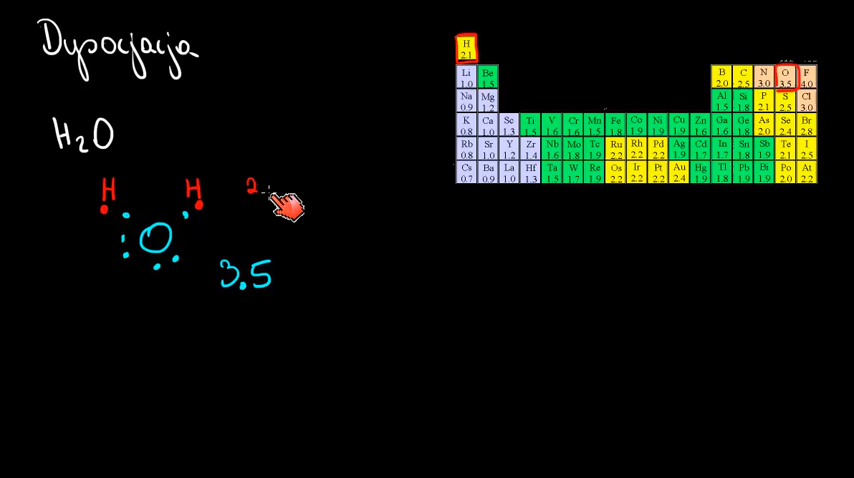 Dysocjacja
H₂O
H H 2
O
3.5
H
2.1
Li Be B C N O F
1.0 1.5 2.0 2.5 3.0 3.5 4.0
Na Mg Al Si P S Cl
0.9 1.2 1.5 1.8 2.1 2.5 3.0
K Ca Sc Ti V Cr Mn Fe Co Ni Cu Zn Ga Ge As Se Br
0.8 1.0 1.3 1.5 1.6 1.6 1.5 1.8 1.9 1.9 1.9 1.6 1.6 1.8 2.0 2.4 2.8
Rb Sr Y Zr Nb Mo Tc Ru Rh Pd Ag Cd In Sn Sb Te I
0.8 1.0 1.2 1.4 1.6 1.8 1.9 2.2 2.2 2.2 1.9 1.7 1.7 1.8 1.9 2.1 2.5
Cs Ba La Hf Ta W Re Os Ir Pt Au Hg Tl Pb Bi Po At
0.7 0.9 1.0 1.3 1.5 1.7 1.9 2.2 2.2 2.2 2.4 1.9 1.8 1.9 1.9 2.0 2.2